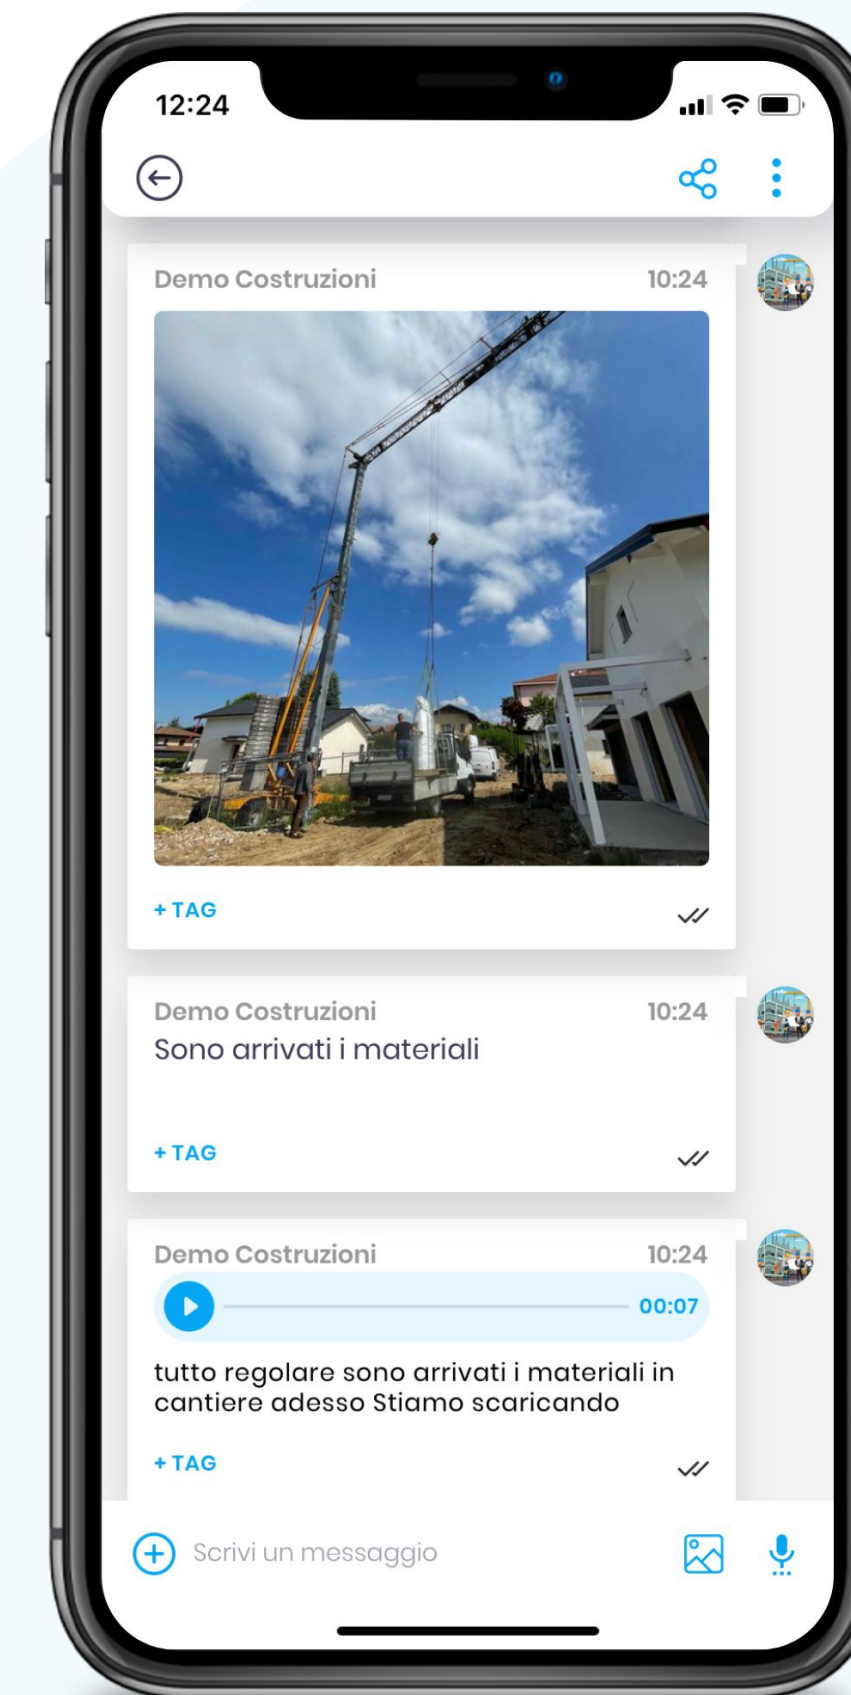 12:24
Demo Costruzioni 10:24
+ TAG
Demo Costruzioni 10:24
Sono arrivati i materiali
+ TAG
Demo Costruzioni 10:24
00:07
tutto regolare sono arrivati i materiali in
cantiere adesso Stiamo scaricando
+ TAG
Scrivi un messaggio